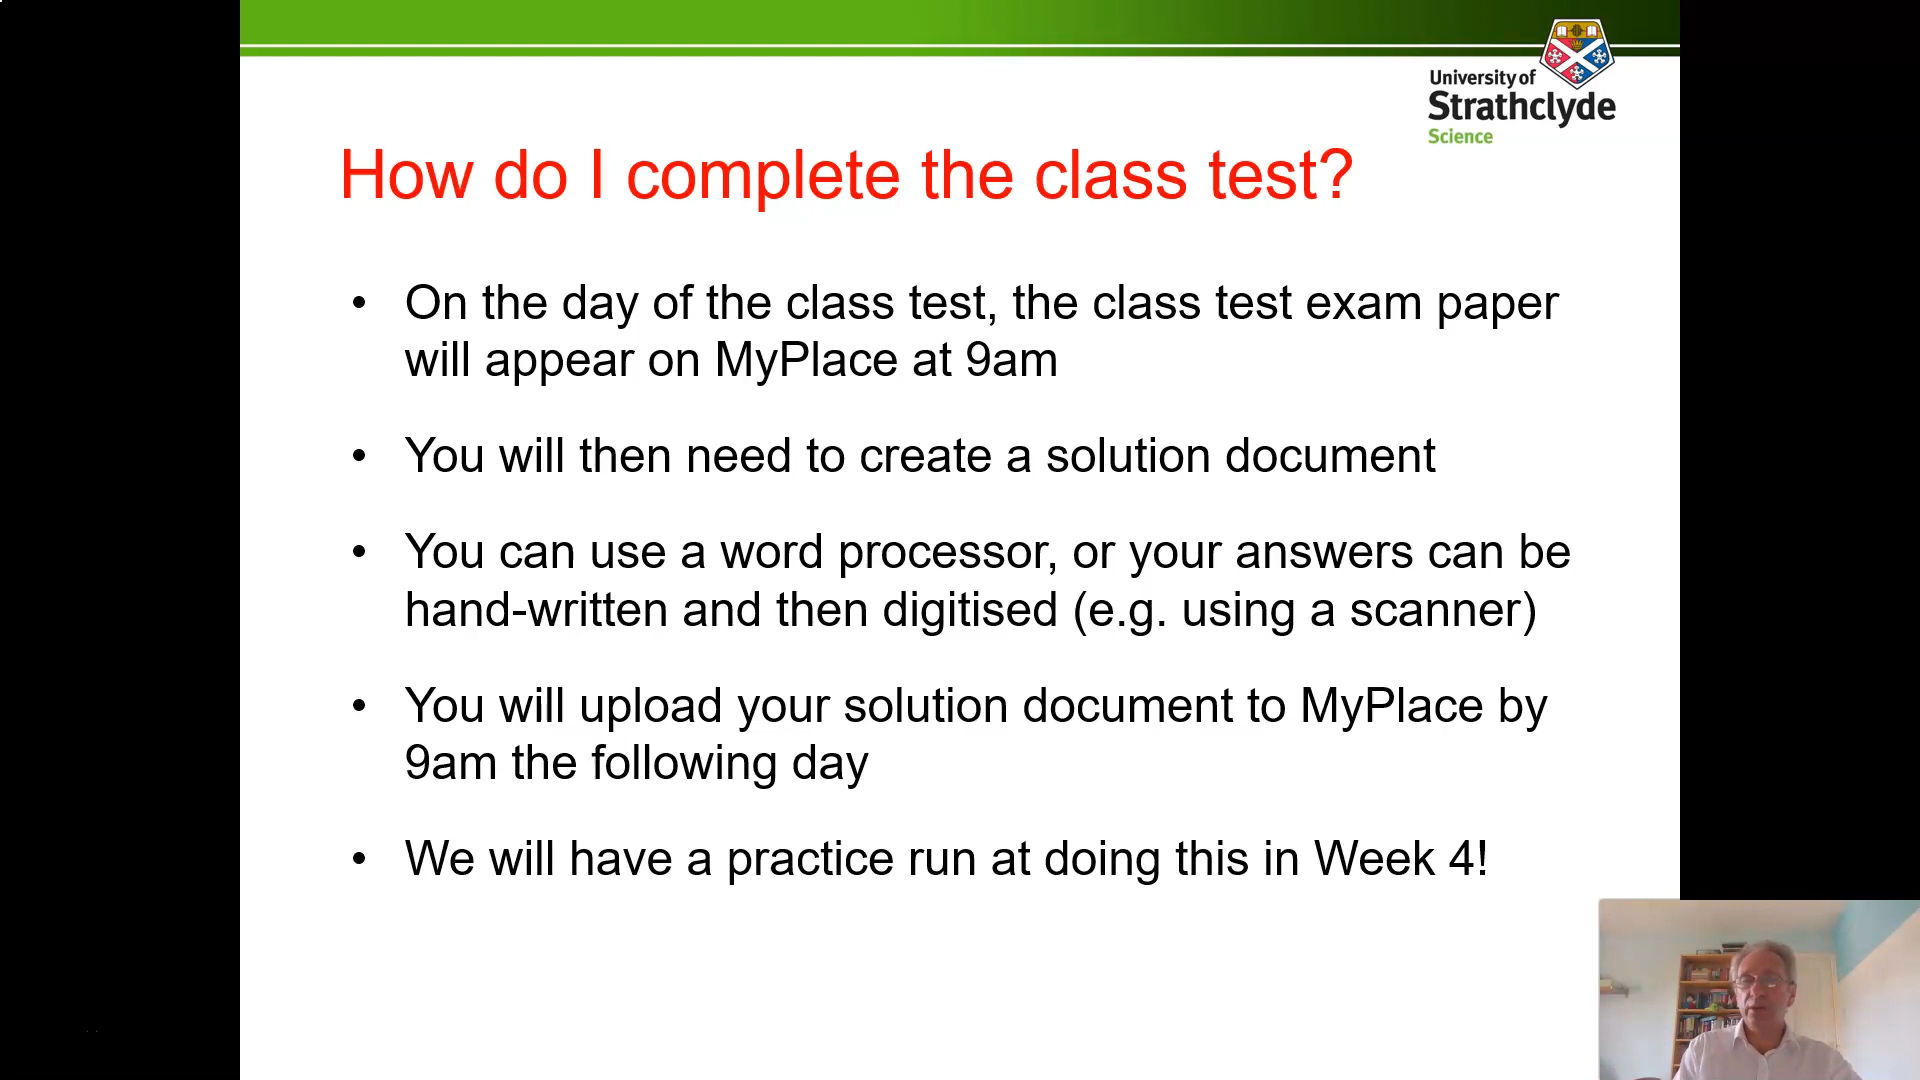 University of
Strathclyde
Science
How do I complete the class test?
• On the day of the class test, the class test exam paper
will appear on MyPlace at 9am
• You will then need to create a solution document
• You can use a word processor, or your answers can be
hand-written and then digitised (e.g. using a scanner)
• You will upload your solution document to MyPlace by
9am the following day
• We will have a practice run at doing this in Week 4!